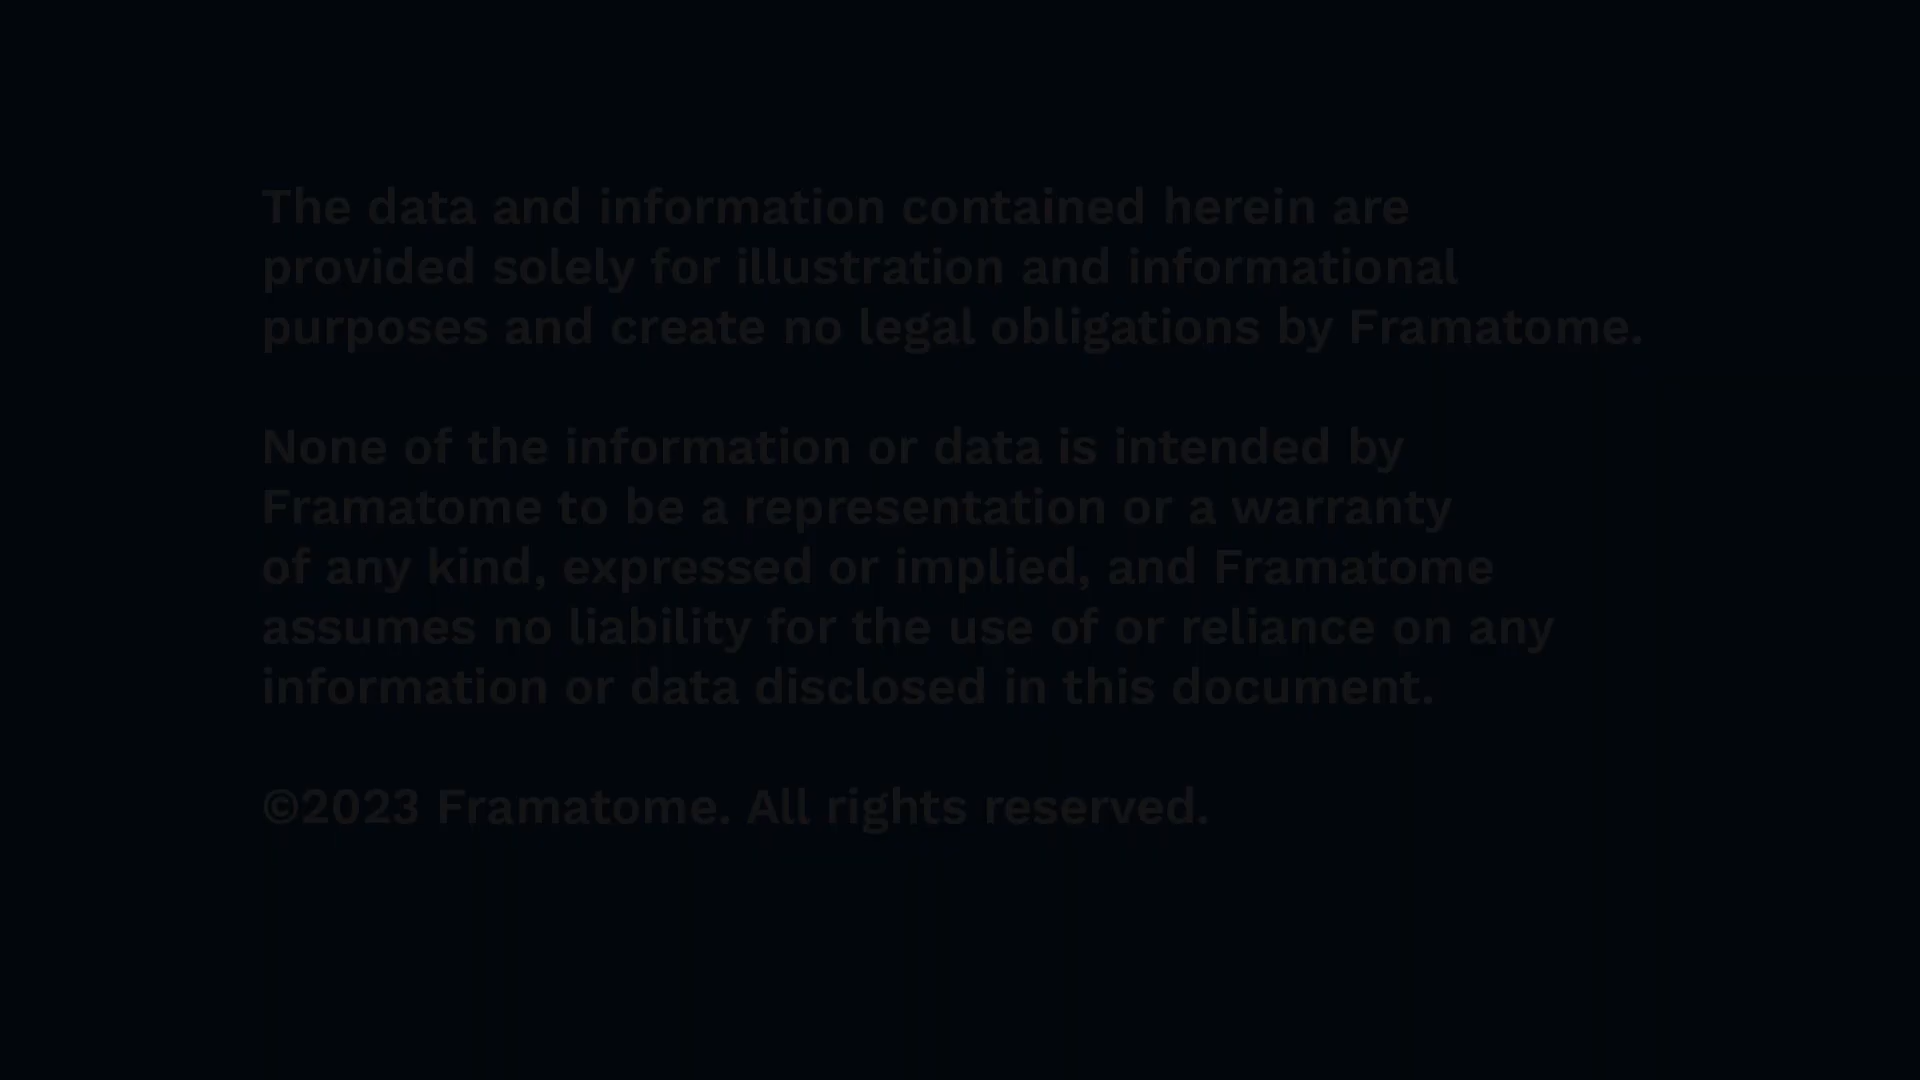 The data and information contained herein are
provided solely for illustration and informational
purposes and create no legal obligations by Framatome.
None of the information or data is intended by
Framatome to be a representation or a warranty
of any kind, expressed or implied, and Framatome
assumes no liability for the use of or reliance on any
information or data disclosed in this document.
©2023 Framatome. All rights reserved.